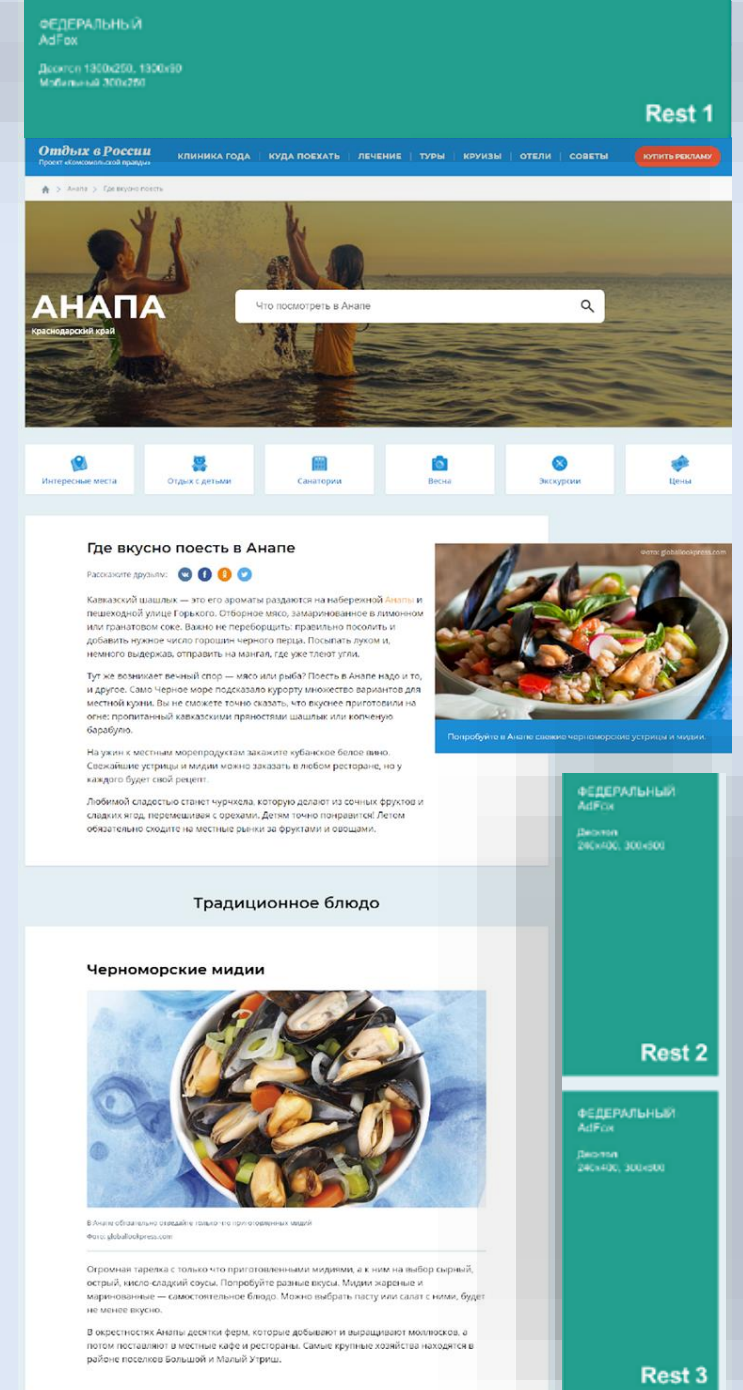 ФЕДЕРАЛЬНЫЙ
AdFox
Десктоп 1300x250, 1300x90
Мобильный 300x250
Rest 1
Отдых в России
Проект «Комсомольской правды»
КЛИНИКА ГОДА
КУДА ПОЕХАТЬ
ЛЕЧЕНИЕ
ТУРЫ
КРУИЗЫ
ОТЕЛИ
СОВЕТЫ
КУПИТЬ РЕКЛАМУ
> Анапа > Где вкусно поесть
АНАПА
Краснодарский край
Что посмотреть в Анапе
Интересные места
Отдых с детьми
Санатории
Весна
Экскурсии
Цены
Где вкусно поесть в Анапе
Расскажите друзьям:
Кавказский шашлык — это его ароматы раздаются на набережной Анапы и
пешеходной улице Горького. Отборное мясо, замаринованное в лимонном
или гранатовом соке. Важно не переборщить: правильно посолить и
добавить нужное число горошин черного перца. Посыпать луком и,
немного выдержав, отправить на мангал, где уже тлеют угли.
Тут же возникает вечный спор — мясо или рыба? Поесть в Анапе надо и то,
и другое. Само Черное море подсказало курорту множество вариантов для
местной кухни. Вы не сможете точно сказать, что вкуснее приготовили на
огне: пропитанный кавказскими пряностями шашлык или копченую
барабулю.
На ужин к местным морепродуктам закажите кубанское белое вино.
Свежайшие устрицы и мидии можно заказать в любом ресторане, но у
каждого будет свой рецепт.
Любимой сладостью станет чурчхела, которую делают из сочных фруктов и
сладких ягод, перемешивая с орехами. Детям точно понравится! Летом
обязательно сходите на местные рынки за фруктами и овощами.
Фото: globallookpress.com
Попробуйте в Анапе свежие черноморские устрицы и мидии.
ФЕДЕРАЛЬНЫЙ
AdFox
Десктоп
240x400, 300x600
Rest 2
Традиционное блюдо
Черноморские мидии
В Анапе обязательно отведайте только что приготовленных мидий
Фото: globallookpress.com
Огромная тарелка с только что приготовленными мидиями, а к ним на выбор сырный,
острый, кисло-сладкий соусы. Попробуйте разные вкусы. Мидии жареные и
маринованные — самостоятельное блюдо. Можно выбрать пасту или салат с ними, будет
не менее вкусно.
В окрестностях Анапы десятки ферм, которые добывают и выращивают моллюсков, а
потом поставляют в местные кафе и рестораны. Самые крупные хозяйства находятся в
районе поселков Большой и Малый Утриш.
ФЕДЕРАЛЬНЫЙ
AdFox
Десктоп
240x400, 300x600
Rest 3